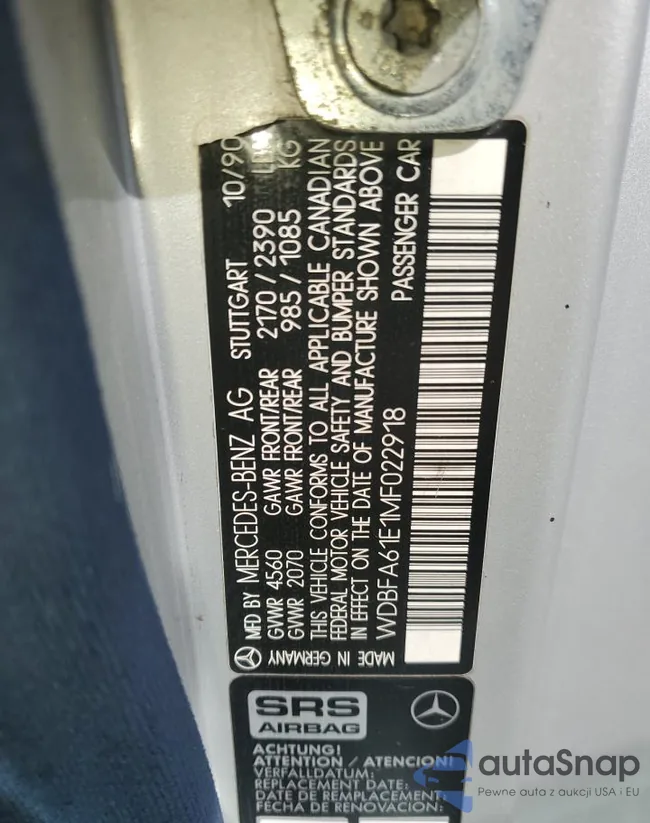 MFD BY MERCEDES-BENZ AG STUTTGART 10/90
GVWR 4560 GAWR FRONT/REAR 2170 / 2390 LB
GVWR 2070 GAWR FRONT/REAR 985 / 1085 KG
THIS VEHICLE CONFORMS TO ALL APPLICABLE CANADIAN
FEDERAL MOTOR VEHICLE SAFETY AND BUMPER STANDARDS
IN EFFECT ON THE DATE OF MANUFACTURE SHOWN ABOVE
MADE IN GERMANY WDBFA61E1MF022918 PASSENGER CAR
SRS
AIRBAG
ACHTUNG!
ATTENTION / ATENCION!
VERFALLDATUM:
REPLACEMENT DATE:
DATE DE REMPLACEMENT:
FECHA DE RENOVACION:
autaSnap
Pewne auta z aukcji USA i EU